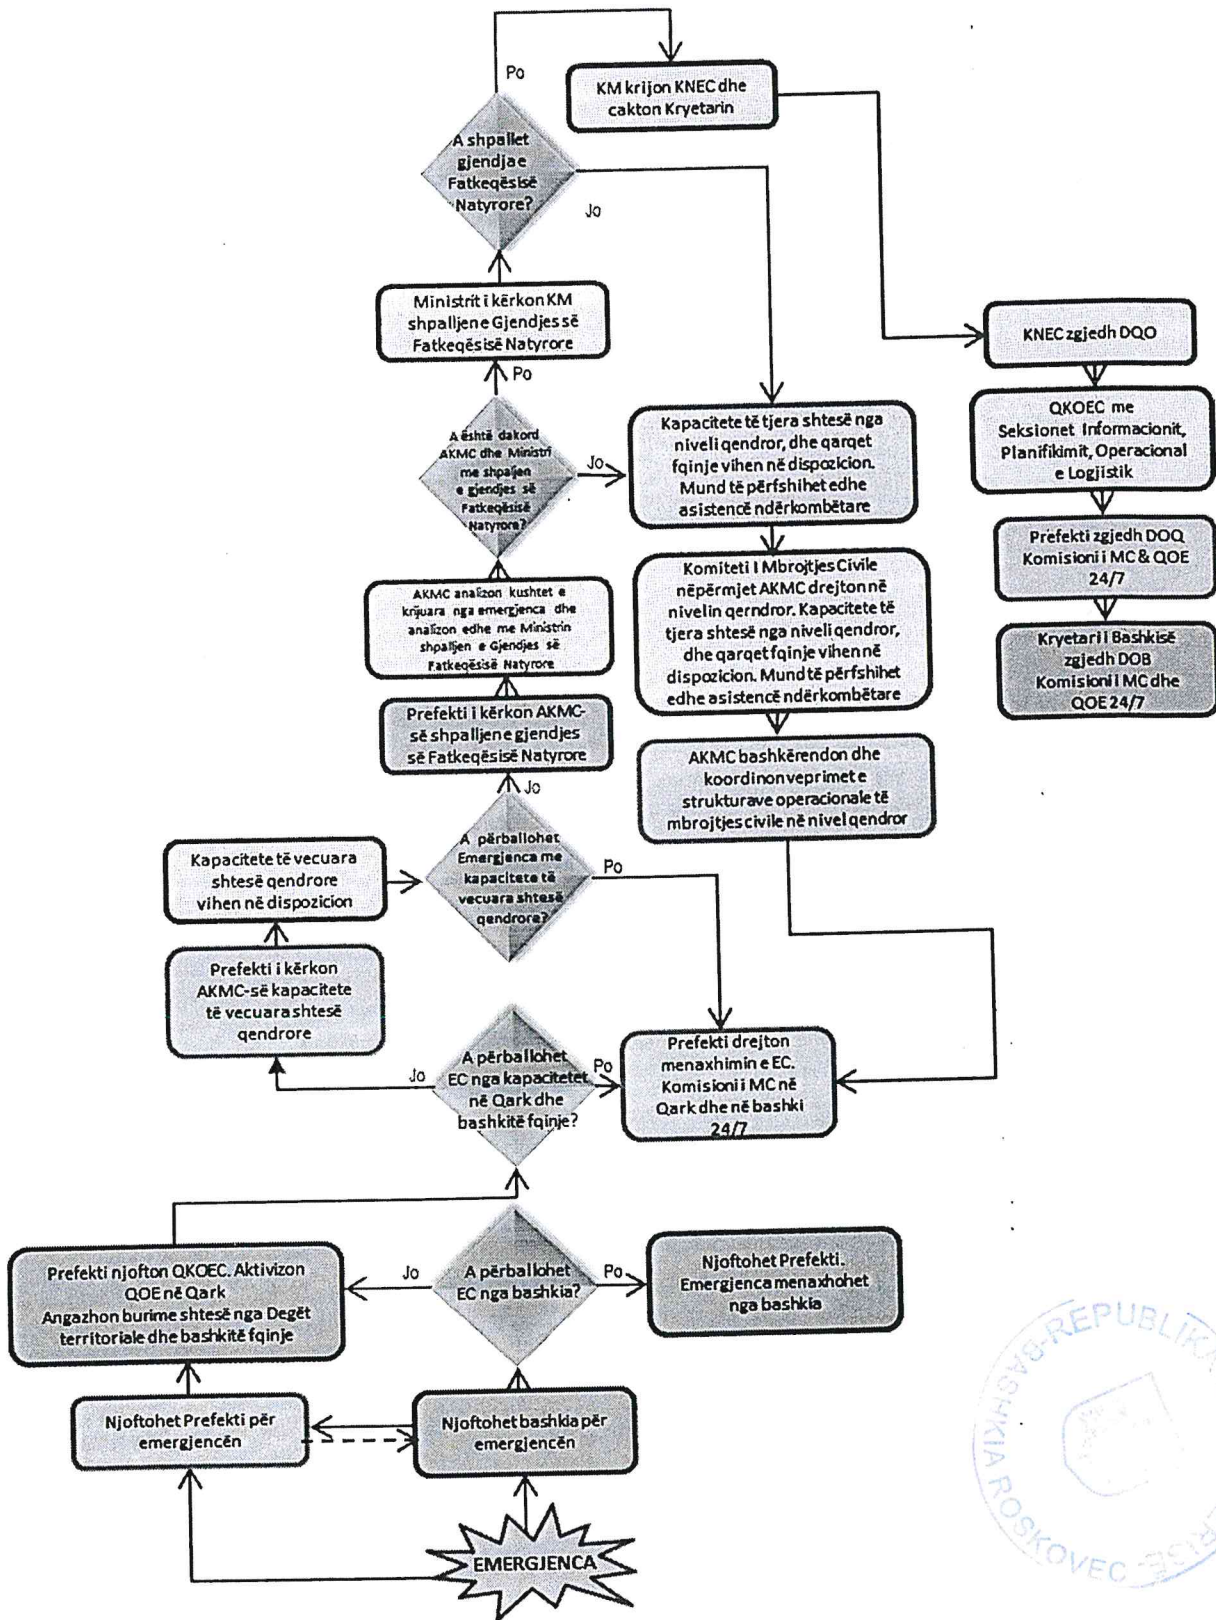 Po
KM krijon KNEC dhe
cakton Kryetarin
A shpallet
gjendja e
Fatkeqësisë
Natyrore?
Jo
Ministrit i kërkon KM
shpalljen e Gjendjes së
Fatkeqësisë Natyrore
KNEC zgjedh DQO
Po
QKOEC me
Seksionet Informacionit,
Planifikimit, Operacional
e Logjistik
A është dakord
AKMC dhe Ministri
me shpalljen
e gjendjes së
Fatkeqësisë
Natyrore?
Jo
Kapacitete të tjera shtesë nga
niveli qendror, dhe qarqet
fqinje vihen në dispozicion.
Mund të përfshihet edhe
asistencë ndërkombëtare
Prefekti zgjedh DOQ
Komisioni i MC & QOE
24/7
AKMC analizon kushtet e
krijuara nga emergjenca dhe
analizon edhe me Ministrin
shpalljen e Gjendjes së
Fatkeqësisë Natyrore
Komiteti I Mbrojtjes Civile
nëpërmjet AKMC drejton në
nivelin qerndror. Kapacitete të
tjera shtesë nga niveli qendror,
dhe qarqet fqinje vihen në
dispozicion. Mund të përfshihet
edhe asistencë ndërkombëtare
Kryetari i Bashkisë
zgjedh DOB
Komisioni i MC dhe
QOE 24/7
Prefekti i kërkon AKMC-
së shpalljen e gjendjes
së Fatkeqësisë Natyrore
AKMC bashkërendon dhe
koordinon veprimet e
strukturave operacionale të
mbrojtjes civile në nivel qendror
Jo
A përballohet
Emergjenca me
kapacitete të
vecuara shtesë
qendrore?
Po
Kapacitete të vecuara
shtesë qendrore
vihen në dispozicion
Prefekti i kërkon
AKMC-së kapacitete
të vecuara shtesë
qendrore
Jo
A përballohet
EC nga kapacitetet
në Qark dhe
bashkitë fqinje?
Po
Prefekti drejton
menaxhimin e EC.
Komisioni i MC në
Qark dhe në bashki
24/7
Prefekti njofton QKOEC. Aktivizon
QOE në Qark
Angazhon burime shtesë nga Degët
territoriale dhe bashkitë fqinje
Jo
A përballohet
EC nga bashkia?
Po
Njoftohet Prefekti.
Emergjenca menaxhohet
nga bashkia
Njoftohet Prefekti për
emergjencën
Njoftohet bashkia për
emergjencën
EMERGJENCA
REPUBLIKA
BASHKIA ROSKOVEC